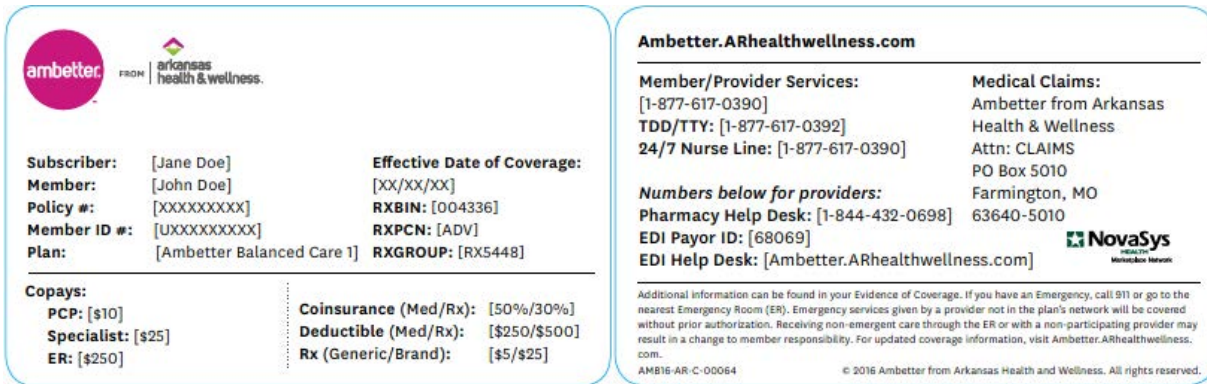 ambetter.
FROM
arkansas
health & wellness.
Subscriber: [Jane Doe]
Member: [John Doe]
Policy #: [XXXXXXXXX]
Member ID #: [UXXXXXXXXX]
Plan: [Ambetter Balanced Care 1]
Effective Date of Coverage:
[XX/XX/XX]
RXBIN: [004336]
RXPCN: [ADV]
RXGROUP: [RX5448]
Copays:
PCP: [$10]
Specialist: [$25]
ER: [$250]
Coinsurance (Med/Rx): [50%/30%]
Deductible (Med/Rx): [$250/$500]
Rx (Generic/Brand): [$5/$25]
Ambetter.ARhealthwellness.com
Member/Provider Services:
[1-877-617-0390]
TDD/TTY: [1-877-617-0392]
24/7 Nurse Line: [1-877-617-0390]
Numbers below for providers:
Pharmacy Help Desk: [1-844-432-0698]
EDI Payor ID: [68069]
EDI Help Desk: [Ambetter.ARhealthwellness.com]
Medical Claims:
Ambetter from Arkansas
Health & Wellness
Attn: CLAIMS
PO Box 5010
Farmington, MO
63640-5010
NovaSys
HEALTH
Marketplace Network
Additional information can be found in your Evidence of Coverage. If you have an Emergency, call 911 or go to the
nearest Emergency Room (ER). Emergency services given by a provider not in the plan's network will be covered
without prior authorization. Receiving non-emergent care through the ER or with a non-participating provider may
result in a change to member responsibility. For updated coverage information, visit Ambetter.ARhealthwellness.
com.
AMB16-AR-C-00064
© 2016 Ambetter from Arkansas Health and Wellness. All rights reserved.